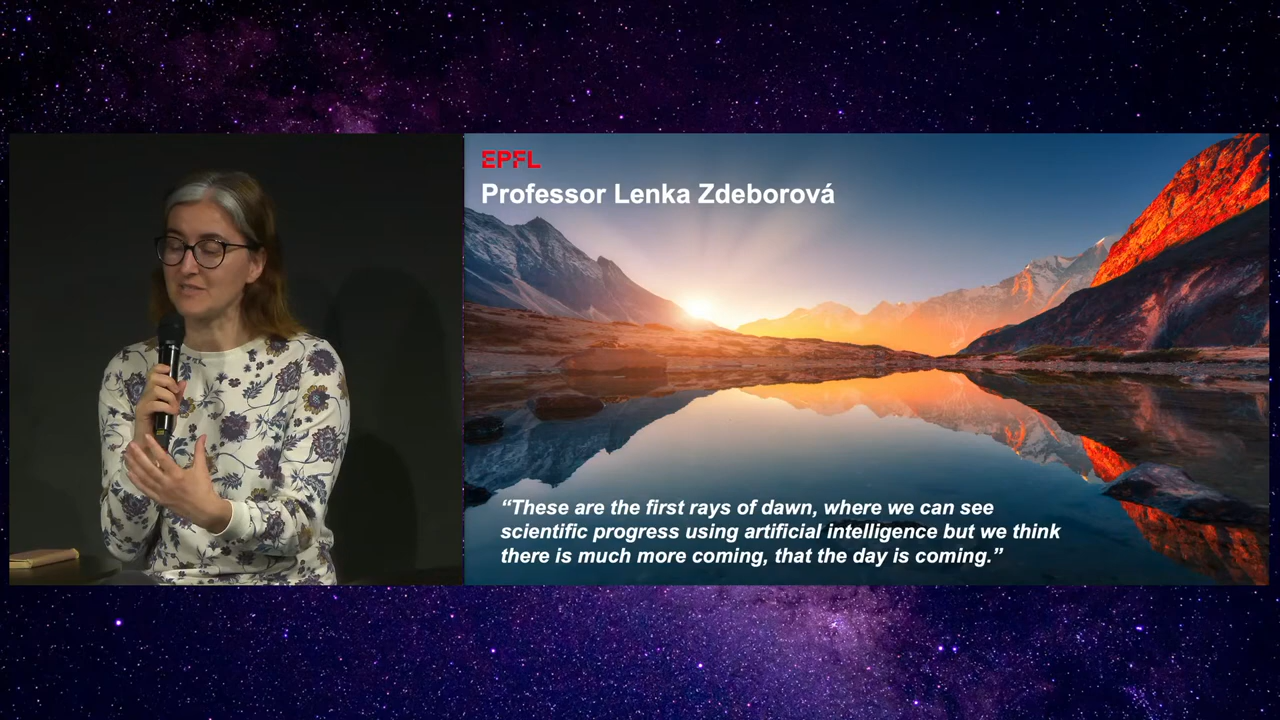 EPFL
Professor Lenka Zdeborová
“These are the first rays of dawn, where we can see
scientific progress using artificial intelligence but we think
there is much more coming, that the day is coming.”